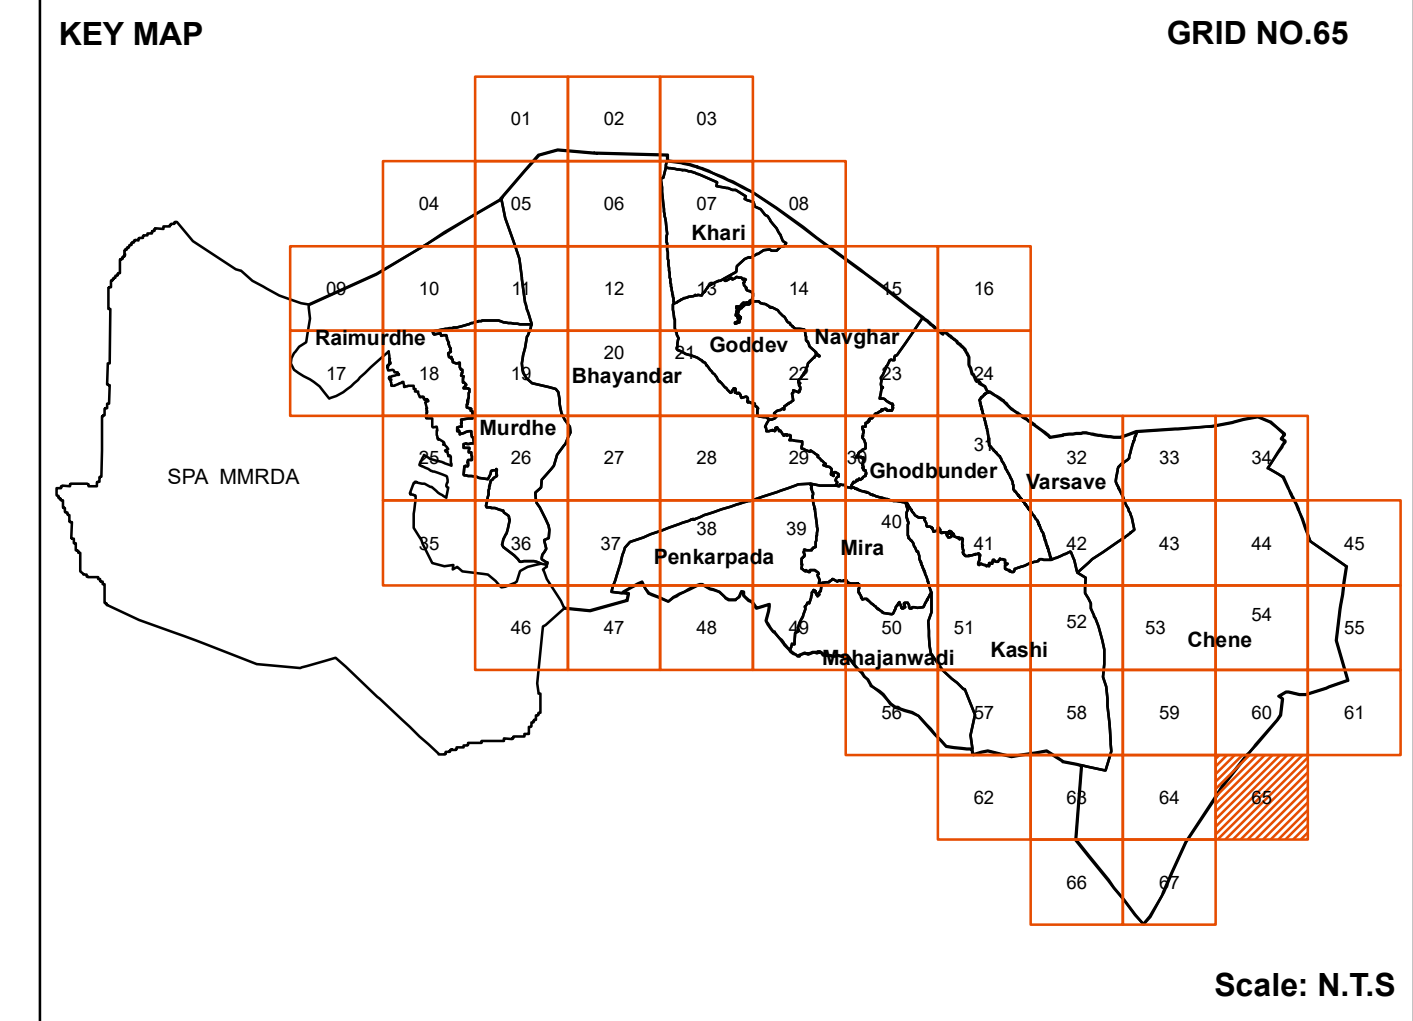 KEY MAP
GRID NO.65
01 02 03
04 05 06 07 08
Khari
09 10 11 12 13 14 15 16
Raimurdhe
Goddev
Navghar
17 18 19 20 21 22 23 24
Bhayandar
Murdhe
25 26 27 28 29 30 31 32 33 34
Ghodbunder
Varsave
SPA MMRDA
35 36 37 38 39 40 41 42 43 44 45
Penkarpada
Mira
46 47 48 49 50 51 52 53 54 55
Kashi
Chene
Mahajanwadi
56 57 58 59 60 61
62 63 64 65
66 67
Scale: N.T.S